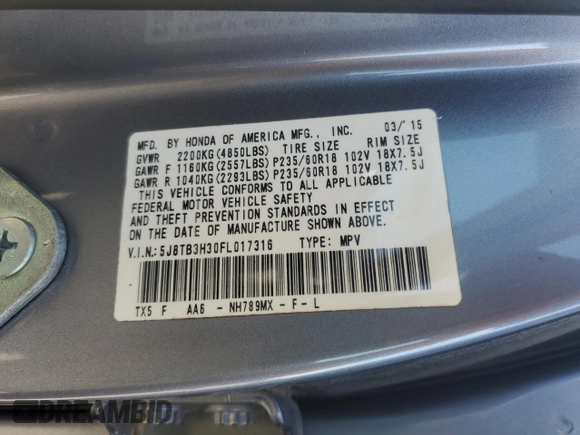 MFD. BY HONDA OF AMERICA MFG., INC. 03/'15
GVWR 2200KG(4850LBS) TIRE SIZE RIM SIZE
GAWR F 1160KG(2557LBS) P235/60R18 102V 18X7.5J
GAWR R 1040KG(2293LBS) P235/60R18 102V 18X7.5J
THIS VEHICLE CONFORMS TO ALL APPLICABLE
FEDERAL MOTOR VEHICLE SAFETY
AND THEFT PREVENTION STANDARDS IN EFFECT
ON THE DATE OF MANUFACTURE SHOWN ABOVE.
V.I.N.: 5J8TB3H30FL017316 TYPE: MPV
TX5 F AA6 - NH789MX - F - L
DREAMBID